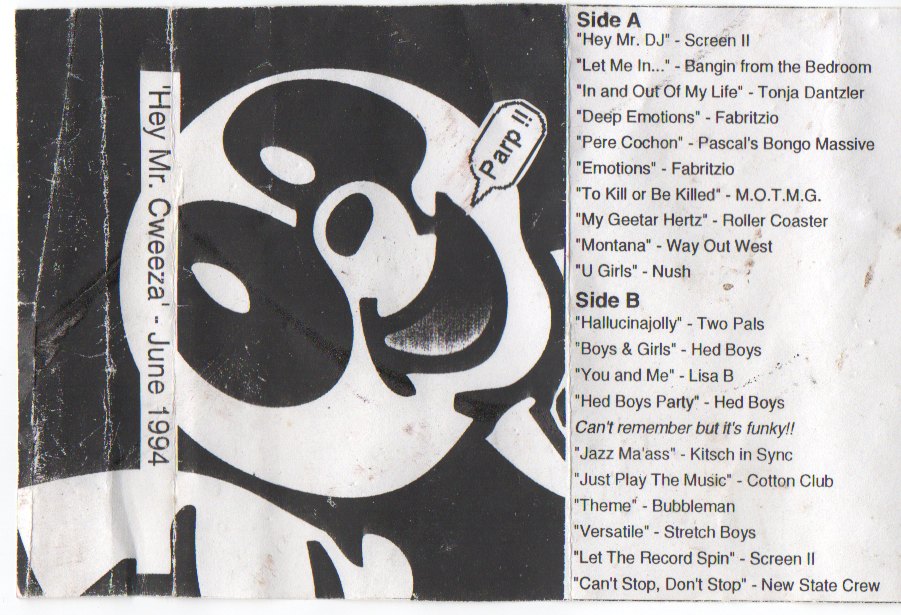 'Hey Mr. Cweeza' - June 1994
Parp !!!
Side A
"Hey Mr. DJ" - Screen II
"Let Me In..." - Bangin from the Bedroom
"In and Out Of My Life" - Tonja Dantzler
"Deep Emotions" - Fabritzio
"Pere Cochon" - Pascal's Bongo Massive
"Emotions" - Fabritzio
"To Kill or Be Killed" - M.O.T.M.G.
"My Geetar Hertz" - Roller Coaster
"Montana" - Way Out West
"U Girls" - Nush
Side B
"Hallucinajolly" - Two Pals
"Boys & Girls" - Hed Boys
"You and Me" - Lisa B
"Hed Boys Party" - Hed Boys
Can't remember but it's funky!!
"Jazz Ma'ass" - Kitsch in Sync
"Just Play The Music" - Cotton Club
"Theme" - Bubbleman
"Versatile" - Stretch Boys
"Let The Record Spin" - Screen II
"Can't Stop, Don't Stop" - New State Crew